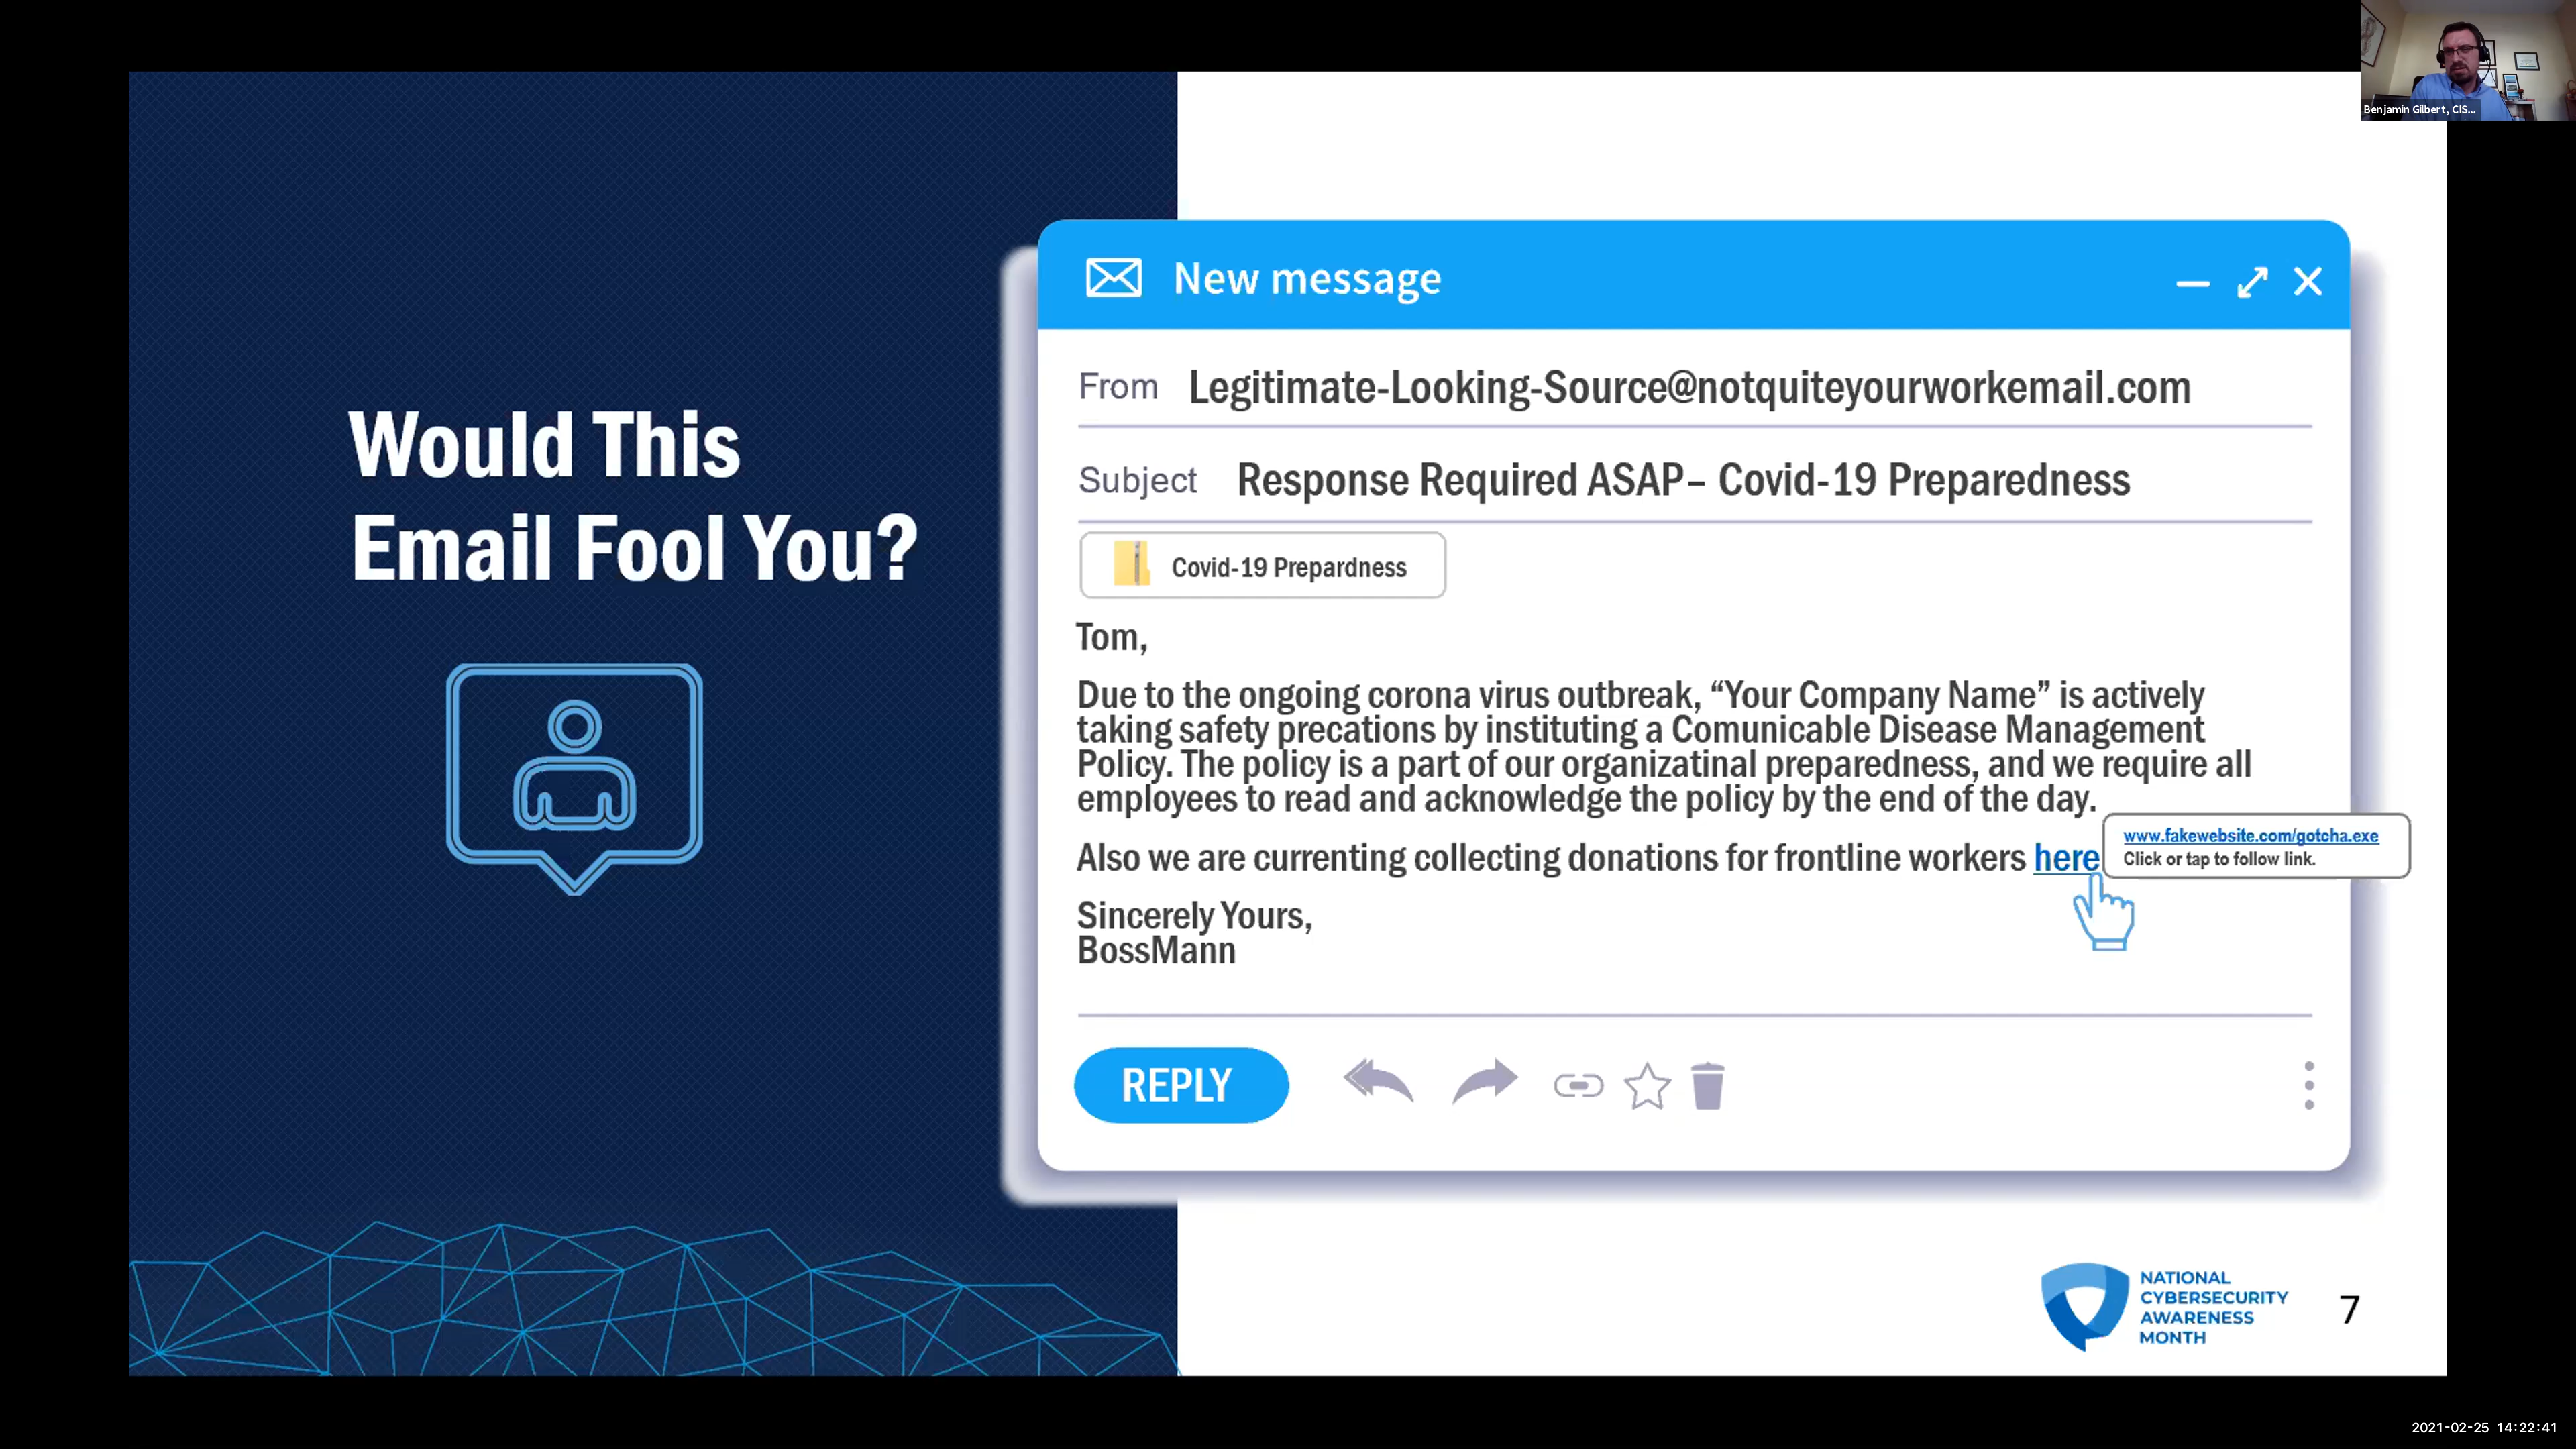 Benjamin Gilbert, CIS...
Would This
Email Fool You?
New message
From Legitimate-Looking-Source@notquiteyourworkemail.com
Subject Response Required ASAP– Covid-19 Preparedness
Covid-19 Prepardness
Tom,
Due to the ongoing corona virus outbreak, “Your Company Name” is actively
taking safety precations by instituting a Comunicable Disease Management
Policy. The policy is a part of our organizatinal preparedness, and we require all
employees to read and acknowledge the policy by the end of the day.
www.fakewebsite.com/gotcha.exe
Click or tap to follow link.
Also we are currenting collecting donations for frontline workers here
Sincerely Yours,
BossMann
REPLY
NATIONAL
CYBERSECURITY
AWARENESS
MONTH
7
2021-02-25 14:22:41